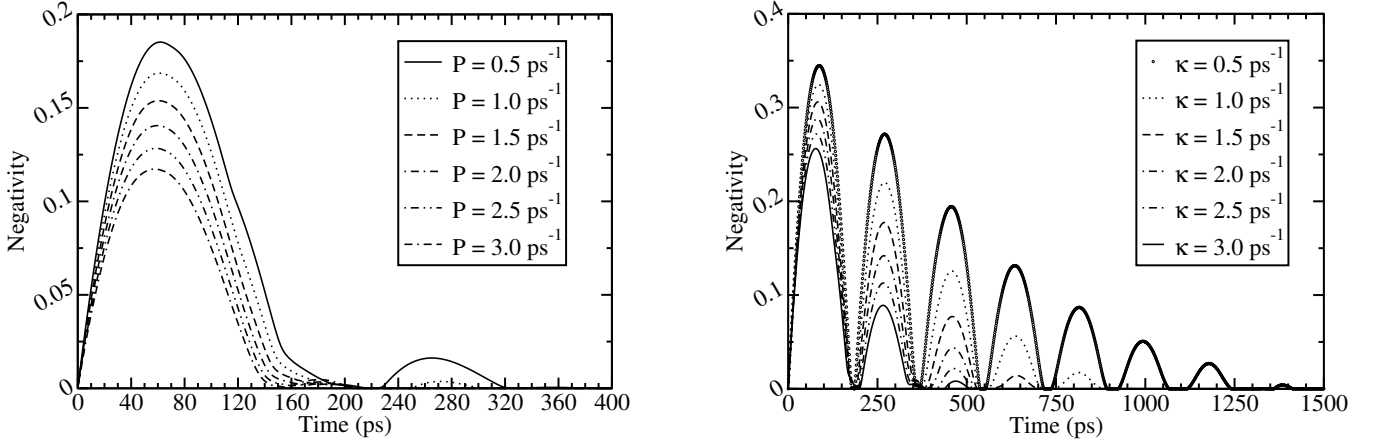 0.2
0.15
0.1
0.05
0
Negativity
P = 0.5 ps-1
P = 1.0 ps-1
P = 1.5 ps-1
P = 2.0 ps-1
P = 2.5 ps-1
P = 3.0 ps-1
0 40 80 120 160 200 240 280 320 360 400
Time (ps)
0.4
0.3
0.2
0.1
0
Negativity
κ = 0.5 ps-1
κ = 1.0 ps-1
κ = 1.5 ps-1
κ = 2.0 ps-1
κ = 2.5 ps-1
κ = 3.0 ps-1
0 250 500 750 1000 1250 1500
Time (ps)